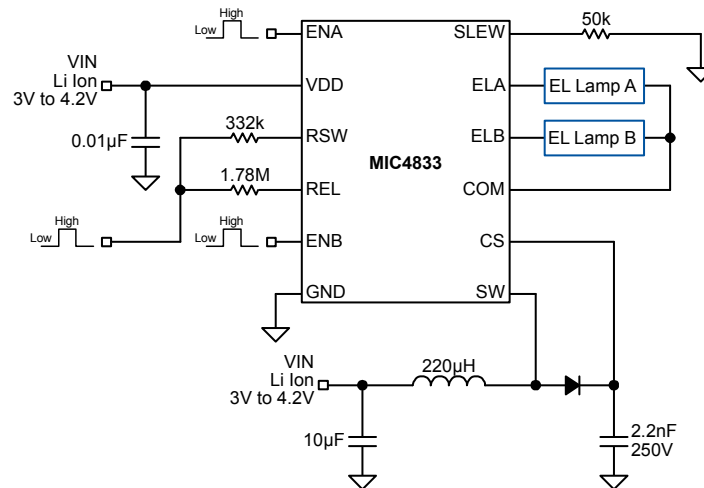 High
Low
ENA
SLEW
50k
VIN
Li Ion
3V to 4.2V
VDD
ELA
EL Lamp A
0.01µF
332k
RSW
ELB
EL Lamp B
MIC4833
1.78M
REL
COM
High
Low
High
Low
ENB
CS
GND
SW
VIN
Li Ion
3V to 4.2V
220µH
10µF
2.2nF
250V